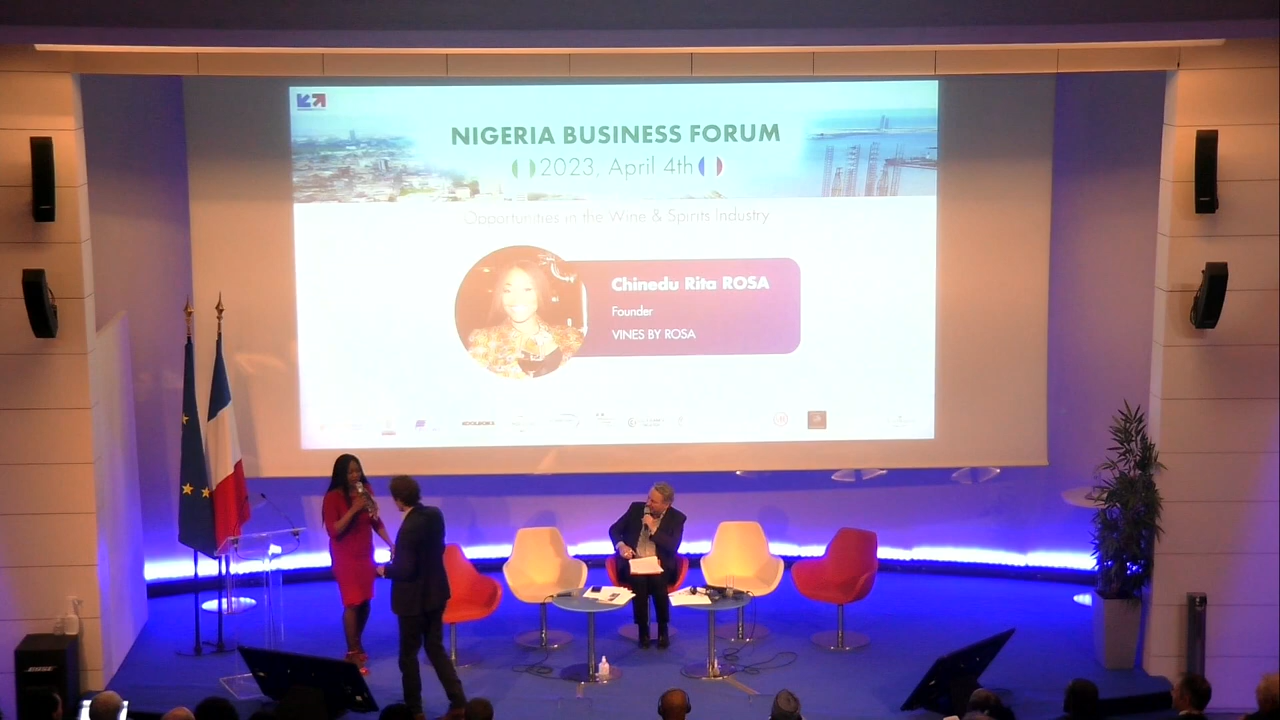 NIGERIA BUSINESS FORUM
2023, April 4th
Opportunities in the Wine & Spirits Industry
Chinedu Rita ROSA
Founder
VINES BY ROSA
BOSE